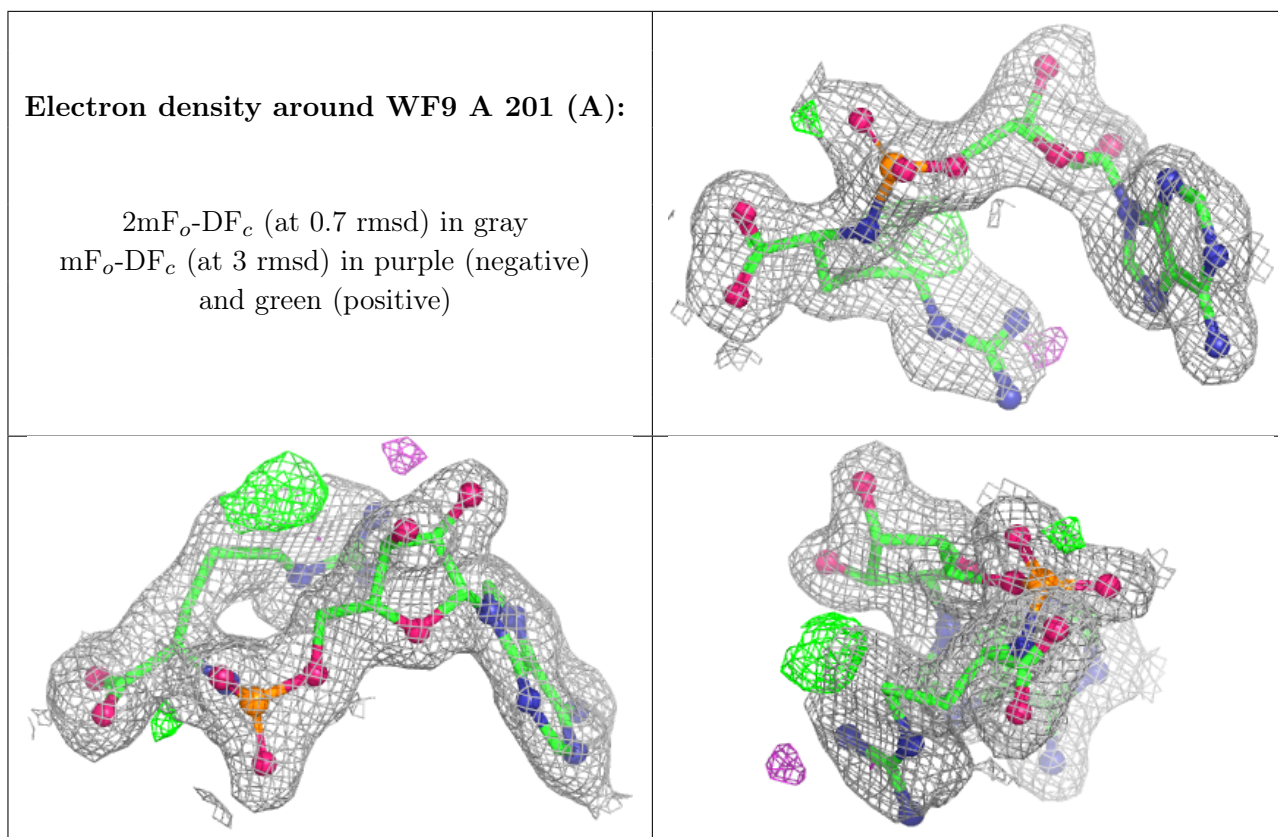 Electron density around WF9 A 201 (A):
2mFo-DFc (at 0.7 rmsd) in gray
mFo-DFc (at 3 rmsd) in purple (negative)
and green (positive)